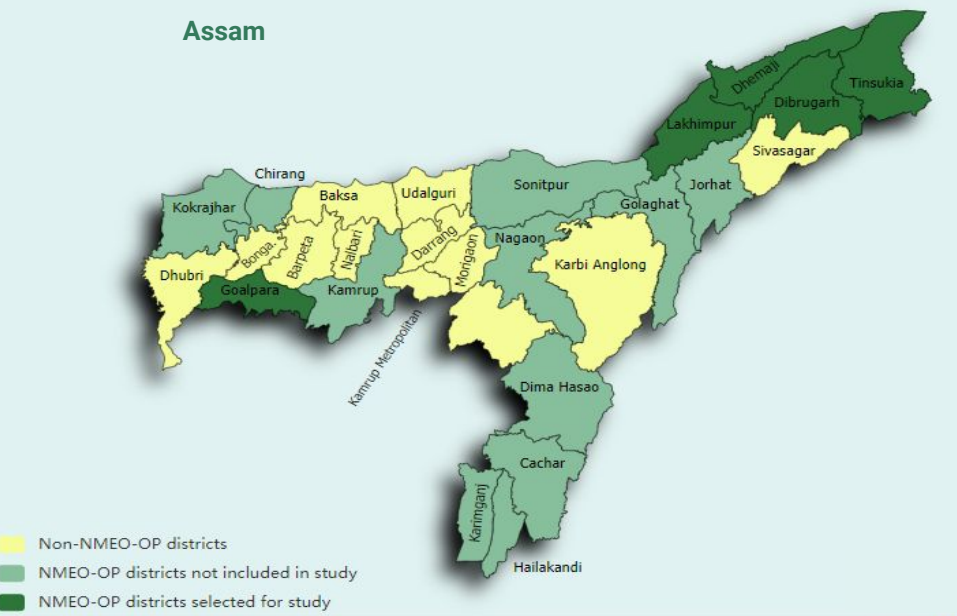 Assam
Dhemaji
Tinsukia
Dibrugarh
Lakhimpur
Sivasagar
Chirang
Baksa
Udalguri
Sonitpur
Jorhat
Kokrajhar
Golaghat
Nagaon
Bonga.
Barpeta
Nalbari
Darrang
Morigaon
Karbi Anglong
Dhubri
Goalpara
Kamrup
Kamrup Metropolitan
Dima Hasao
Cachar
Karimganj
Hailakandi
Non-NMEO-OP districts
NMEO-OP districts not included in study
NMEO-OP districts selected for study